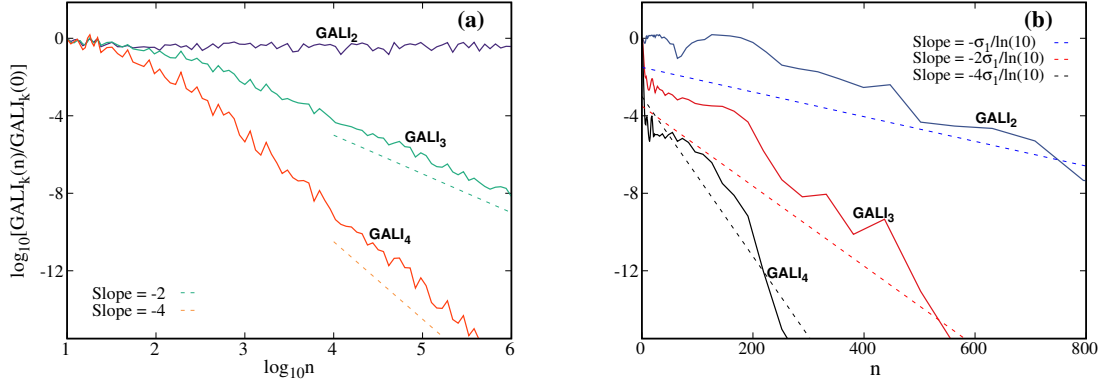 (a)
GALI2
0
-4
-8
-12
log10[GALIk(n)/GALIk(0)]
GALI3
GALI4
Slope = -2
Slope = -4
1 2 3 4 5 6
log10n
(b)
Slope = -σ1/ln(10)
Slope = -2σ1/ln(10)
Slope = -4σ1/ln(10)
0
-4
-8
-12
GALI2
GALI3
GALI4
0 200 400 600 800
n